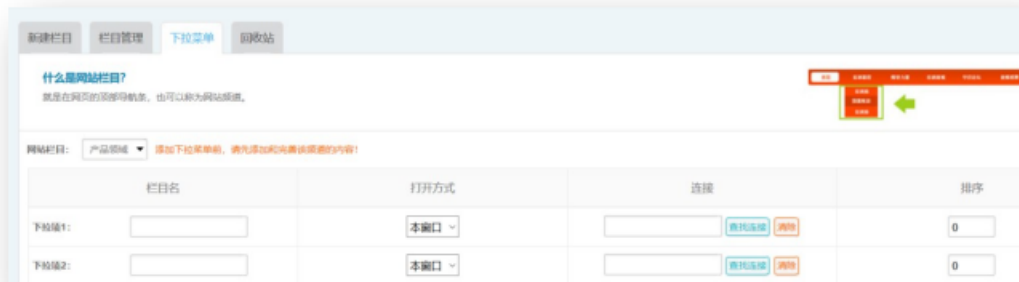 新建栏目 栏目管理 下拉菜单 回收站
什么是网站栏目?
就是在网页的顶部导航条，也可以称为网站频道。
网站栏目: 产品领域 添加下拉菜单前，请先添加和完善该频道的内容!
栏目名 打开方式 连接 排序
下拉值1: 本窗口 查找连接 清除 0
下拉值2: 本窗口 查找连接 清除 0